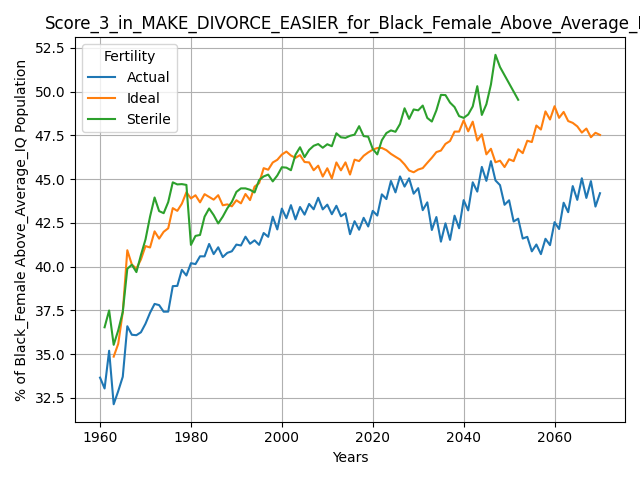 Score_3_in_MAKE_DIVORCE_EASIER_for_Black_Female_Above_Average_
Fertility
Actual
Ideal
Sterile
% of Black_Female Above_Average_IQ Population
52.5
50.0
47.5
45.0
42.5
40.0
37.5
35.0
32.5
1960
1980
2000
2020
2040
2060
Years